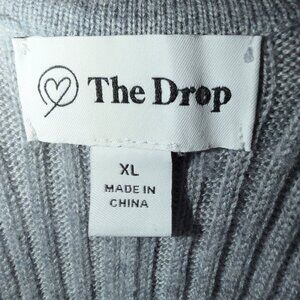 The Drop
XL
MADE IN
CHINA